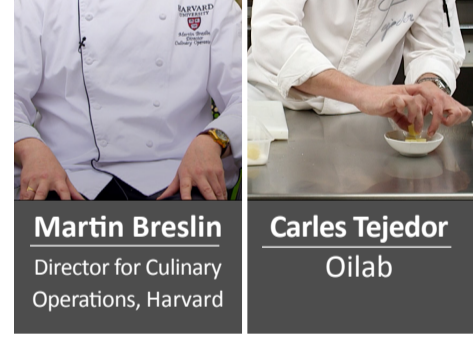 HARVARD
UNIVERSITY
Martin Breslin
Director
Culinary Operations
Martin Breslin
Director for Culinary
Operations, Harvard
Carles Tejedor
Oilab